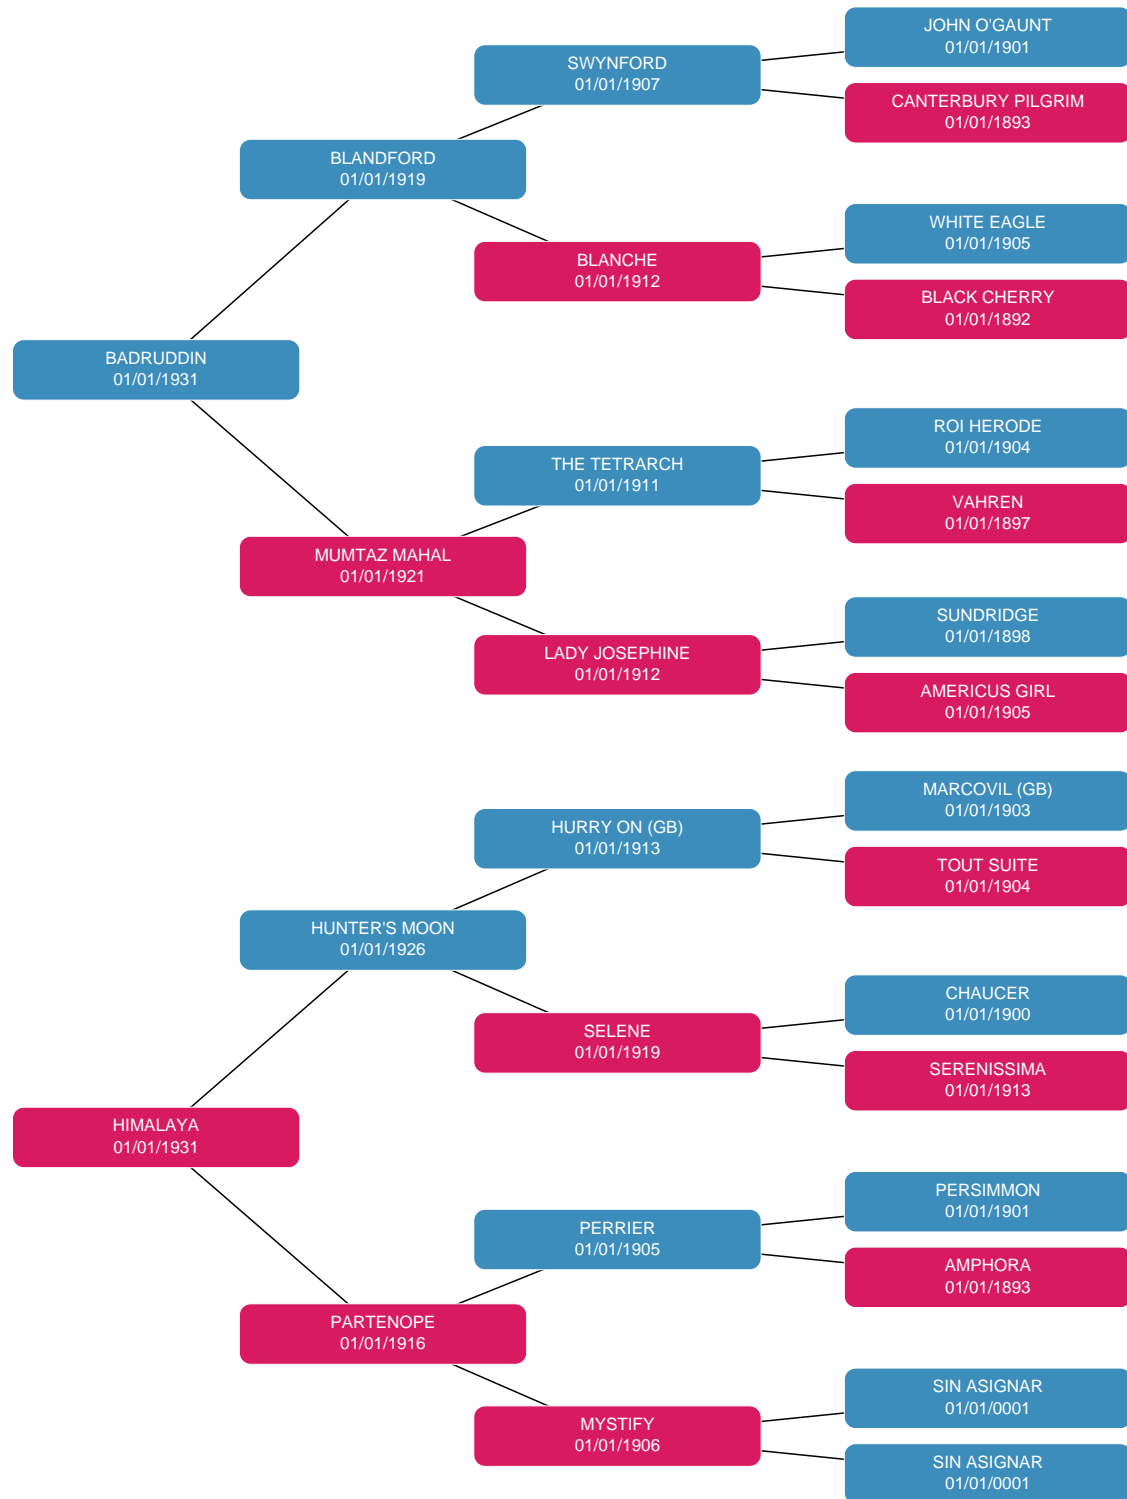 JOHN O'GAUNT
01/01/1901
SWYNFORD
01/01/1907
CANTERBURY PILGRIM
01/01/1893
BLANDFORD
01/01/1919
WHITE EAGLE
01/01/1905
BLANCHE
01/01/1912
BLACK CHERRY
01/01/1892
BADRUDDIN
01/01/1931
ROI HERODE
01/01/1904
THE TETRARCH
01/01/1911
VAHREN
01/01/1897
MUMTAZ MAHAL
01/01/1921
SUNDRIDGE
01/01/1898
LADY JOSEPHINE
01/01/1912
AMERICUS GIRL
01/01/1905
MARCOVIL (GB)
01/01/1903
HURRY ON (GB)
01/01/1913
TOUT SUITE
01/01/1904
HUNTER'S MOON
01/01/1926
CHAUCER
01/01/1900
SELENE
01/01/1919
SERENISSIMA
01/01/1913
HIMALAYA
01/01/1931
PERSIMMON
01/01/1901
PERRIER
01/01/1905
AMPHORA
01/01/1893
PARTENOPE
01/01/1916
SIN ASIGNAR
01/01/0001
MYSTIFY
01/01/1906
SIN ASIGNAR
01/01/0001